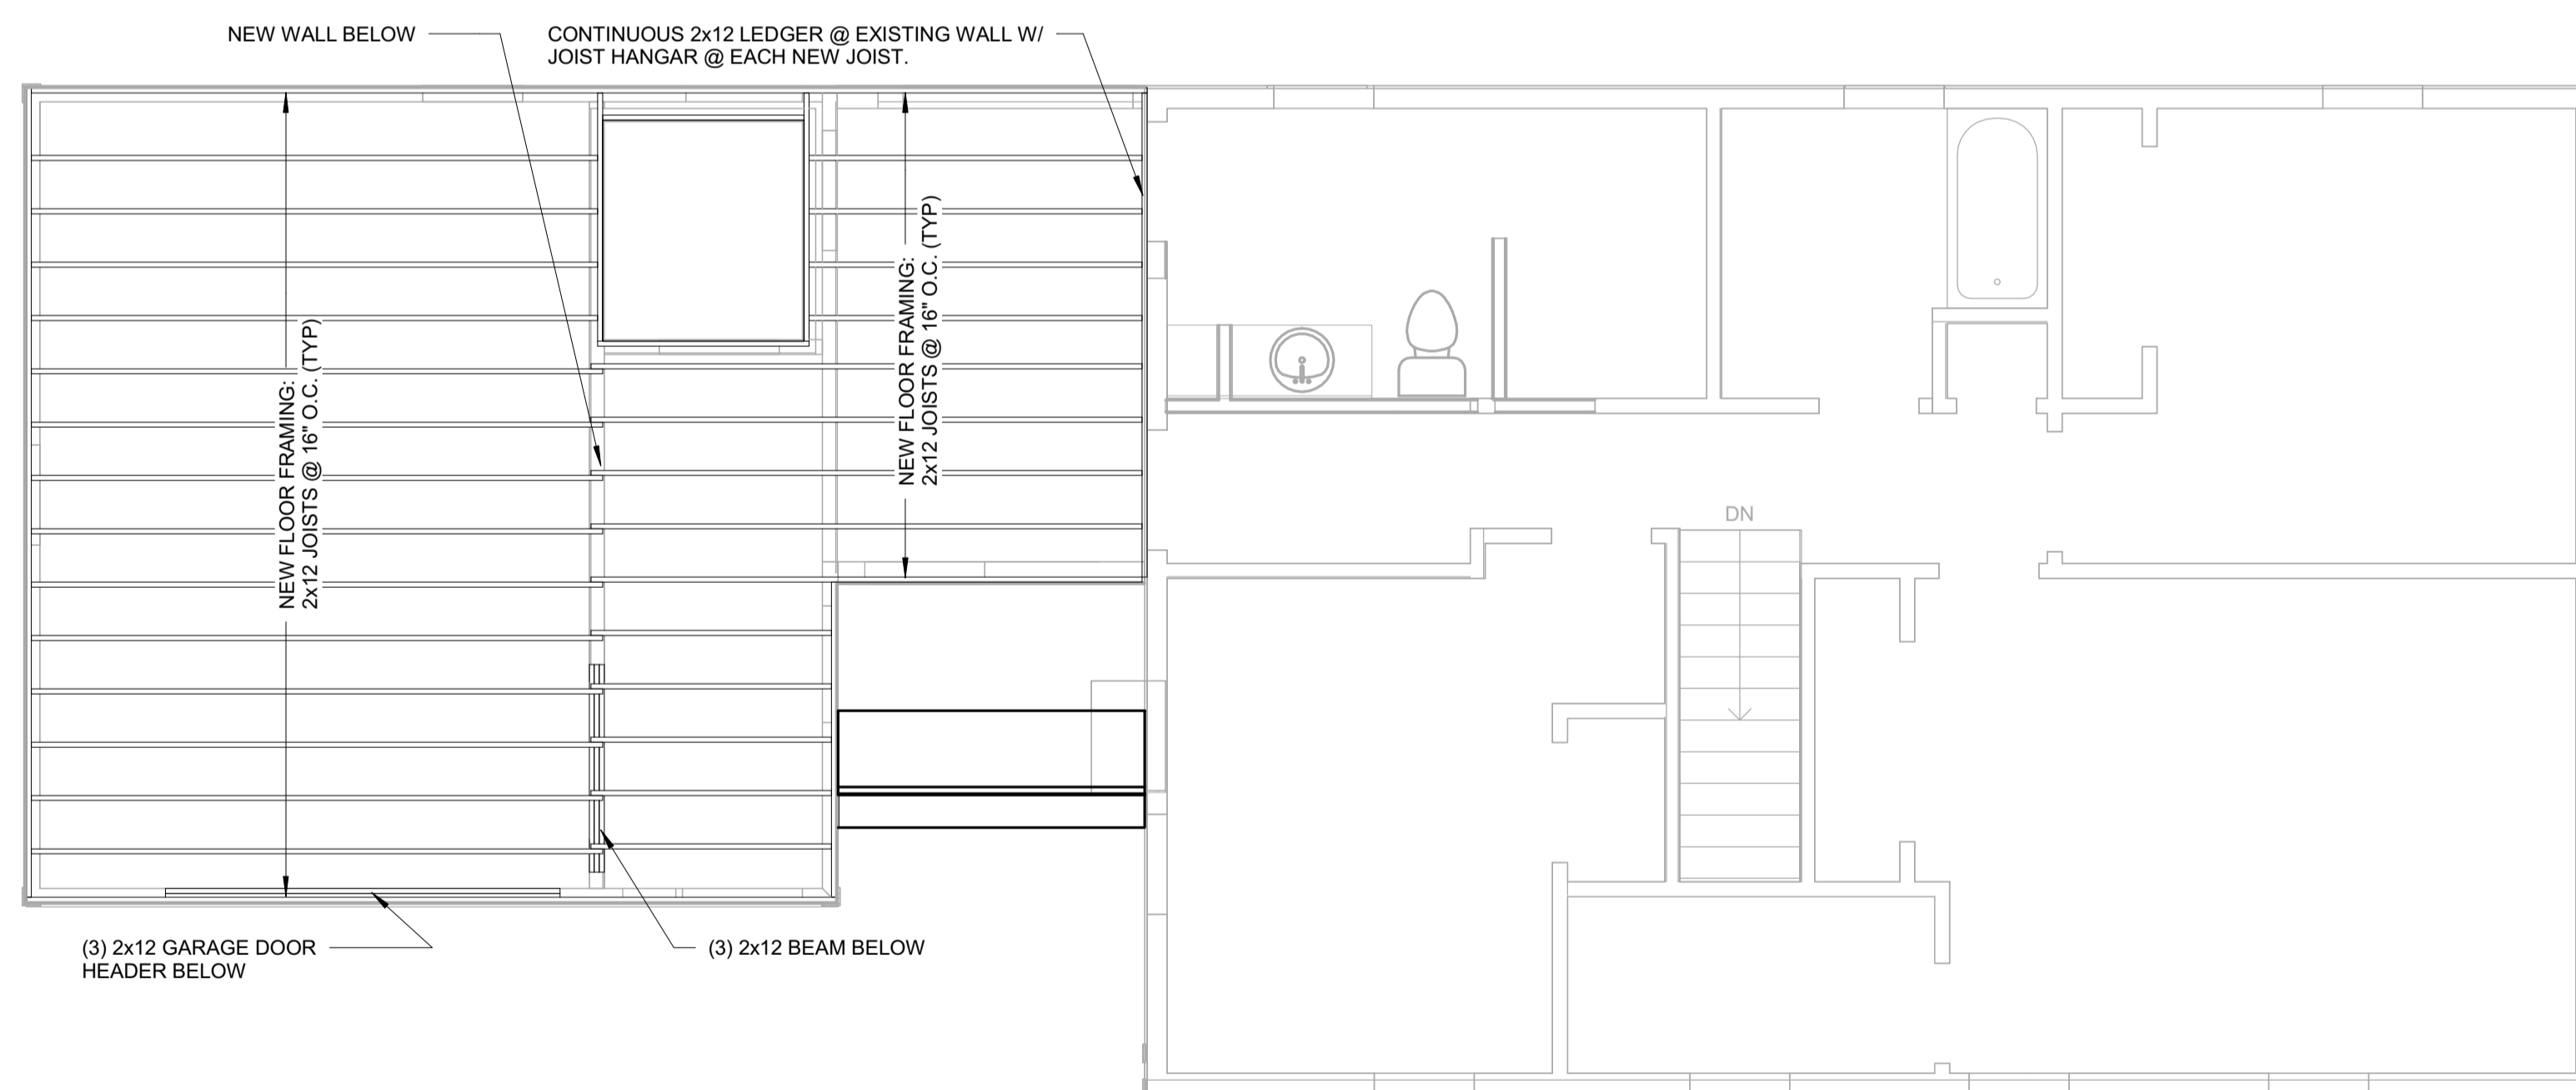 NEW WALL BELOW
CONTINUOUS 2x12 LEDGER @ EXISTING WALL W/
JOIST HANGAR @ EACH NEW JOIST.
NEW FLOOR FRAMING:
2x12 JOISTS @ 16" O.C. (TYP)
NEW FLOOR FRAMING:
2x12 JOISTS @ 16" O.C. (TYP)
DN
(3) 2x12 GARAGE DOOR
HEADER BELOW
(3) 2x12 BEAM BELOW